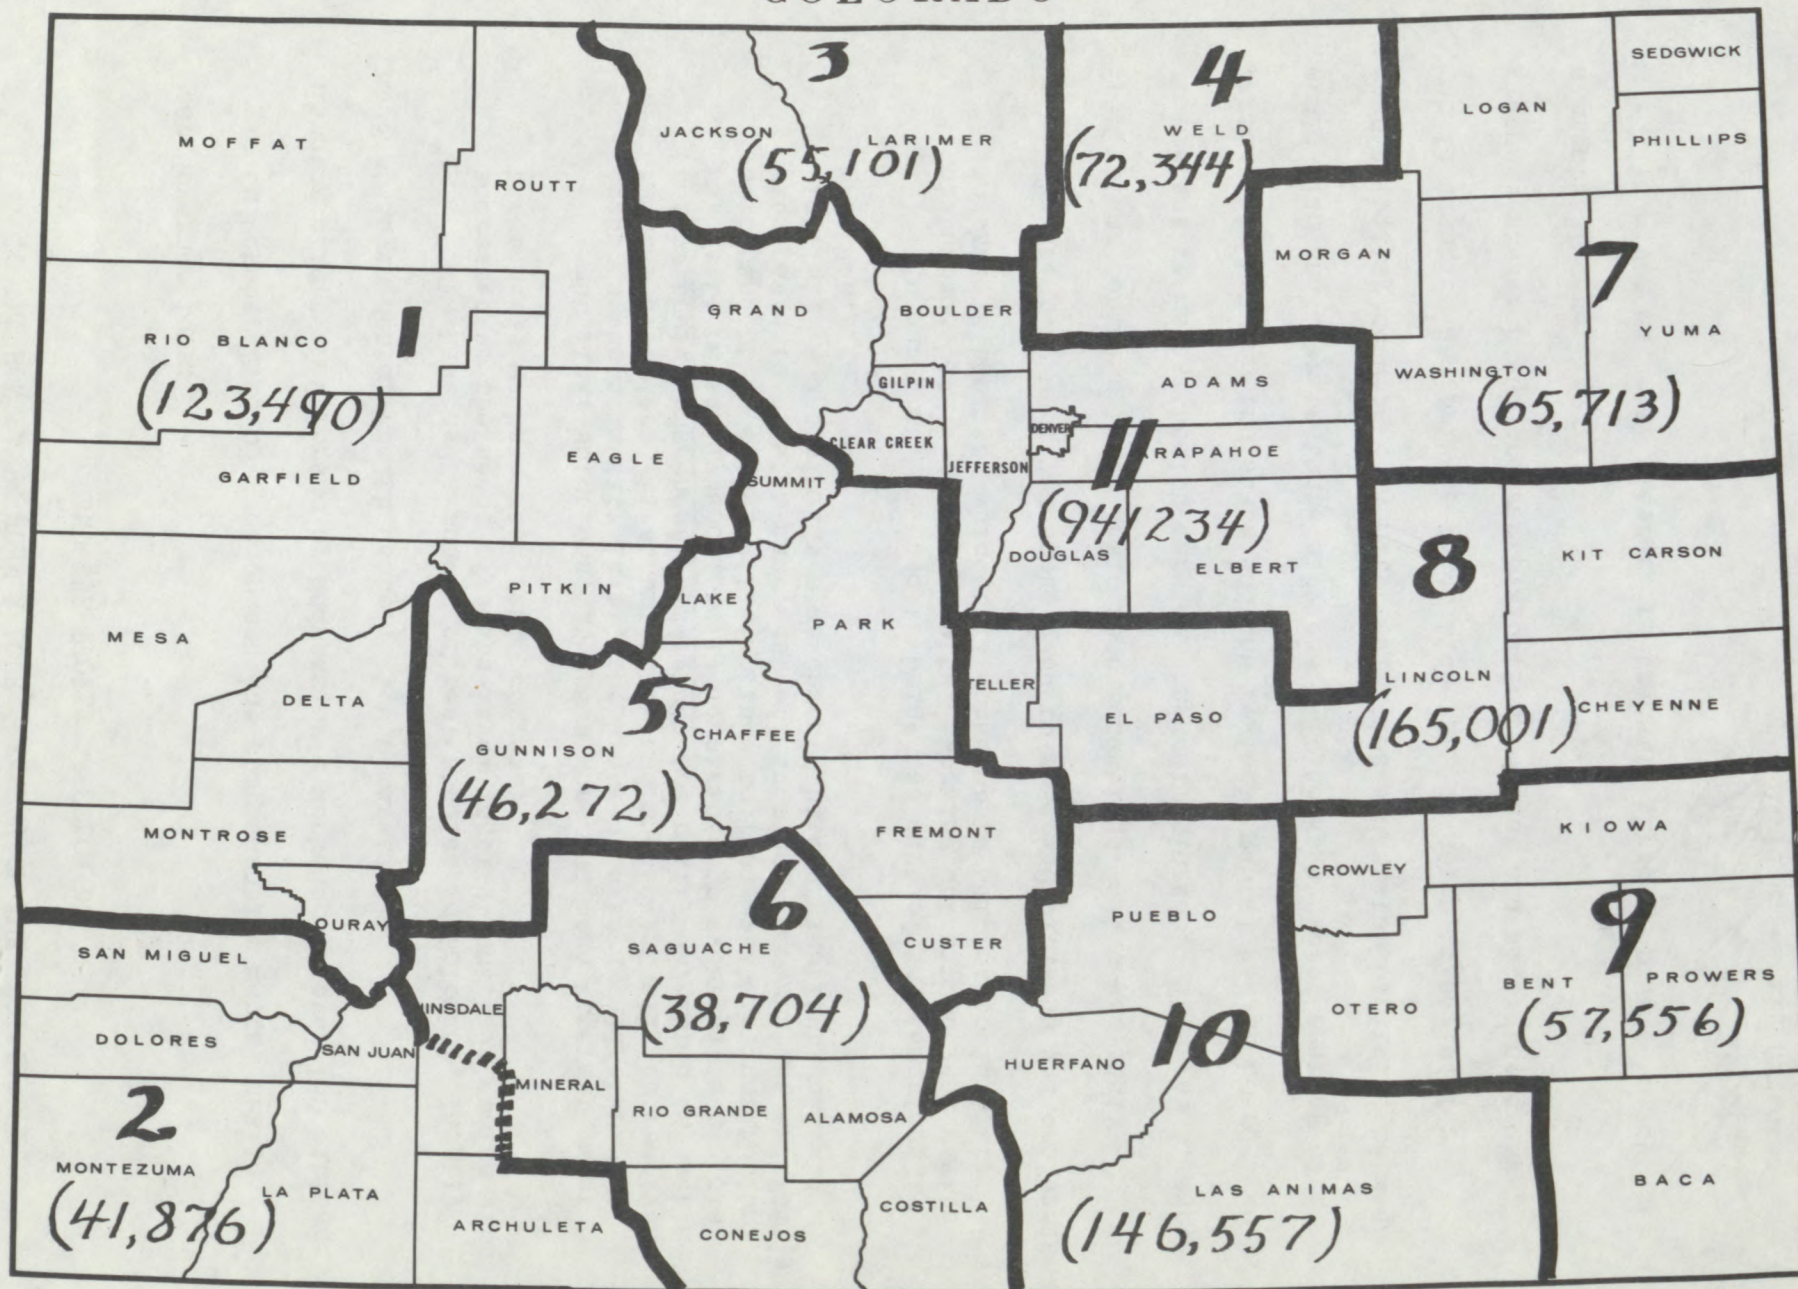 3
4
SEDGWICK
LOGAN
MOFFAT
JACKSON
LARIMER
WELD
PHILLIPS
(55,101)
(72,344)
ROUTT
MORGAN
7
GRAND
BOULDER
RIO BLANCO
1
YUMA
(123,490)
GILPIN
ADAMS
WASHINGTON
(65,713)
DENVER
CLEAR CREEK
11
ARAPAHOE
EAGLE
JEFFERSON
GARFIELD
SUMMIT
(941234)
DOUGLAS
ELBERT
8
KIT CARSON
PITKIN
LAKE
PARK
MESA
TELLER
LINCOLN
DELTA
5
EL PASO
(165,001)
CHEYENNE
GUNNISON
CHAFFEE
(46,272)
MONTROSE
FREMONT
KIOWA
CROWLEY
6
9
OURAY
PUEBLO
SAN MIGUEL
SAGUACHE
CUSTER
BENT
PROWERS
HINSDALE
(38,704)
OTERO
(57,556)
DOLORES
SAN JUAN
HUERFANO
10
2
MINERAL
RIO GRANDE
ALAMOSA
MONTEZUMA
LA PLATA
LAS ANIMAS
BACA
(41,876)
ARCHULETA
CONEJOS
COSTILLA
(146,557)